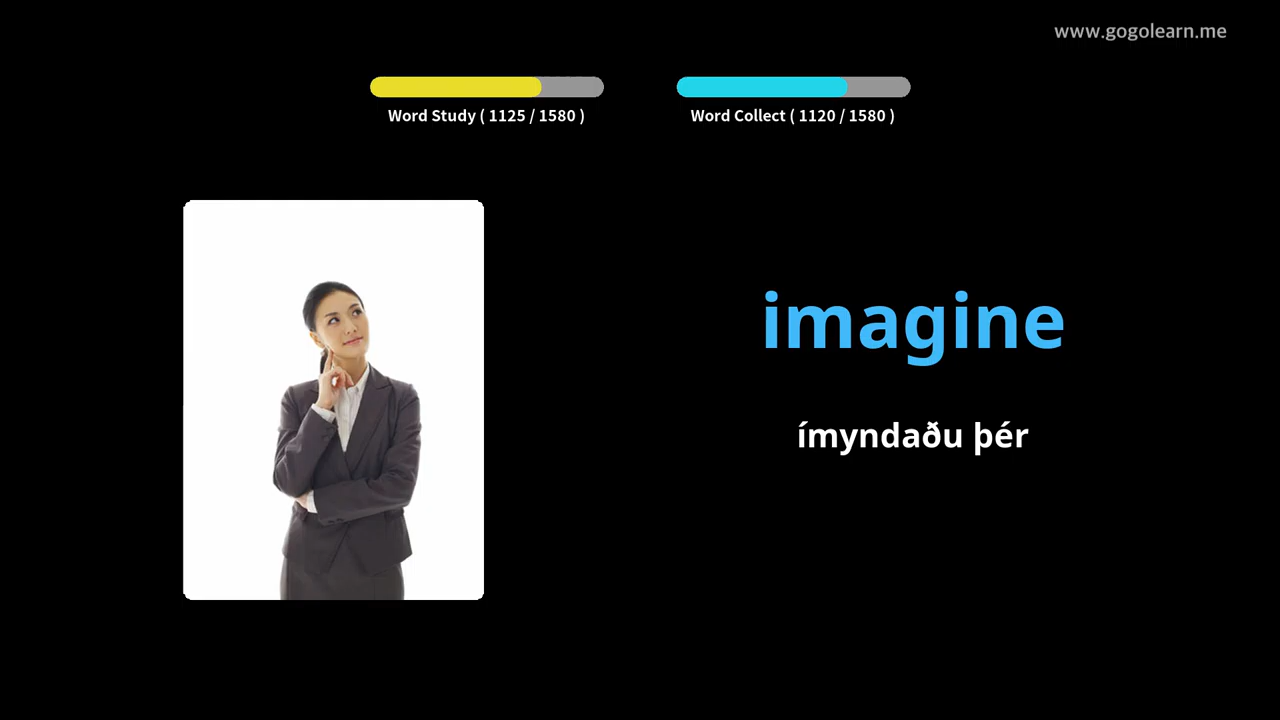 www.gogolearn.me
Word Study ( 1125 / 1580 )
Word Collect ( 1120 / 1580 )
imagine
ímyndaðu þér